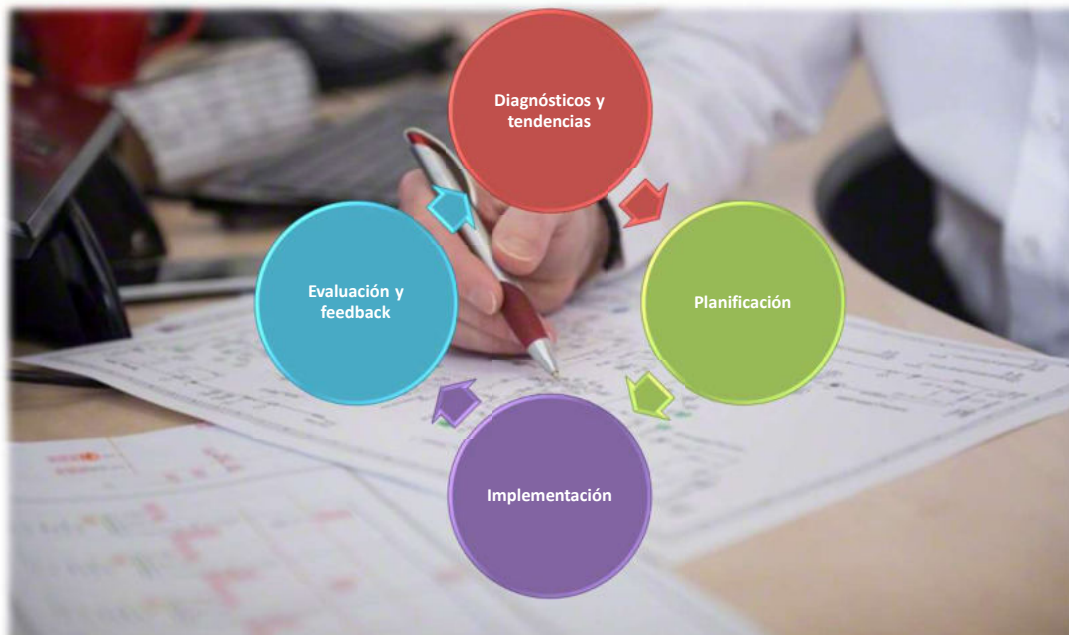 Diagnósticos y
tendencias
Planificación
Implementación
Evaluación y
feedback